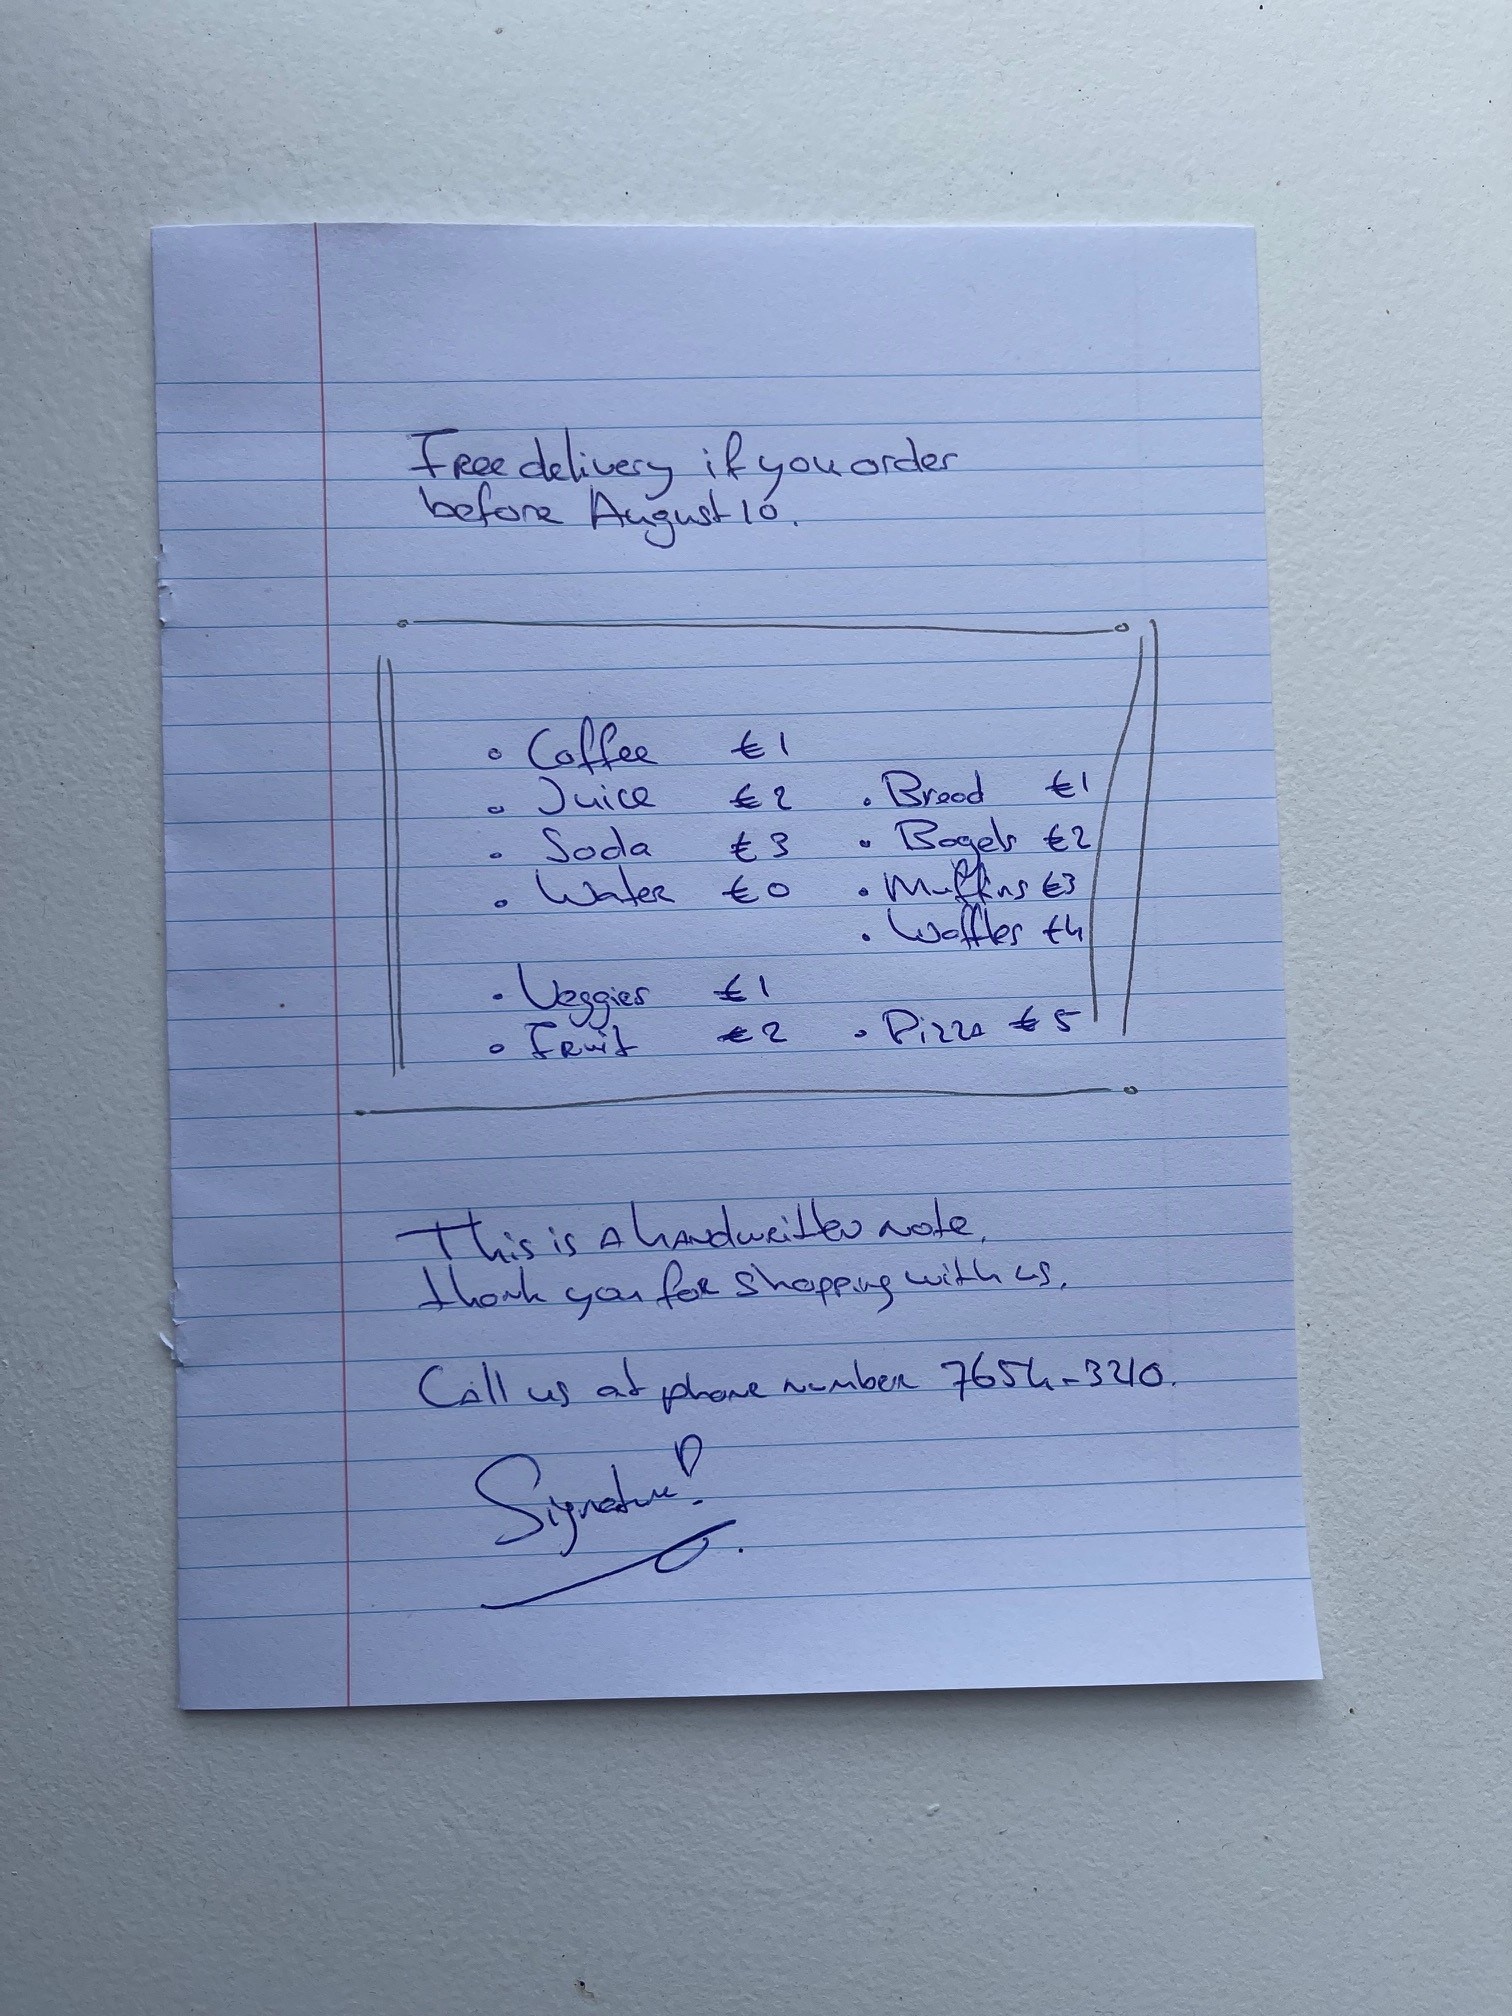 Free delivery if you order
before August 10.
• Coffee €1
• Juice €2
• Soda €3
• Water €0
• Bread €1
• Bagels €2
• Muffins €3
• Waffles €4
• Veggies €1
• Fruit €2
• Pizza €5
This is a handwritten note.
thank you for shopping with us.
Call us at phone number 7654-3210.
Signature!